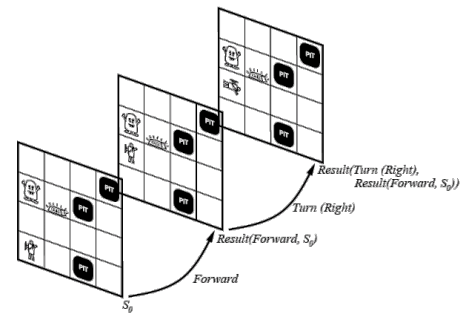 PIT
PIT
PIT
Result(Turn (Right),
Result(Forward, S0))
Turn (Right)
PIT
PIT
PIT
Result(Forward, S0)
Forward
PIT
PIT
PIT
S0